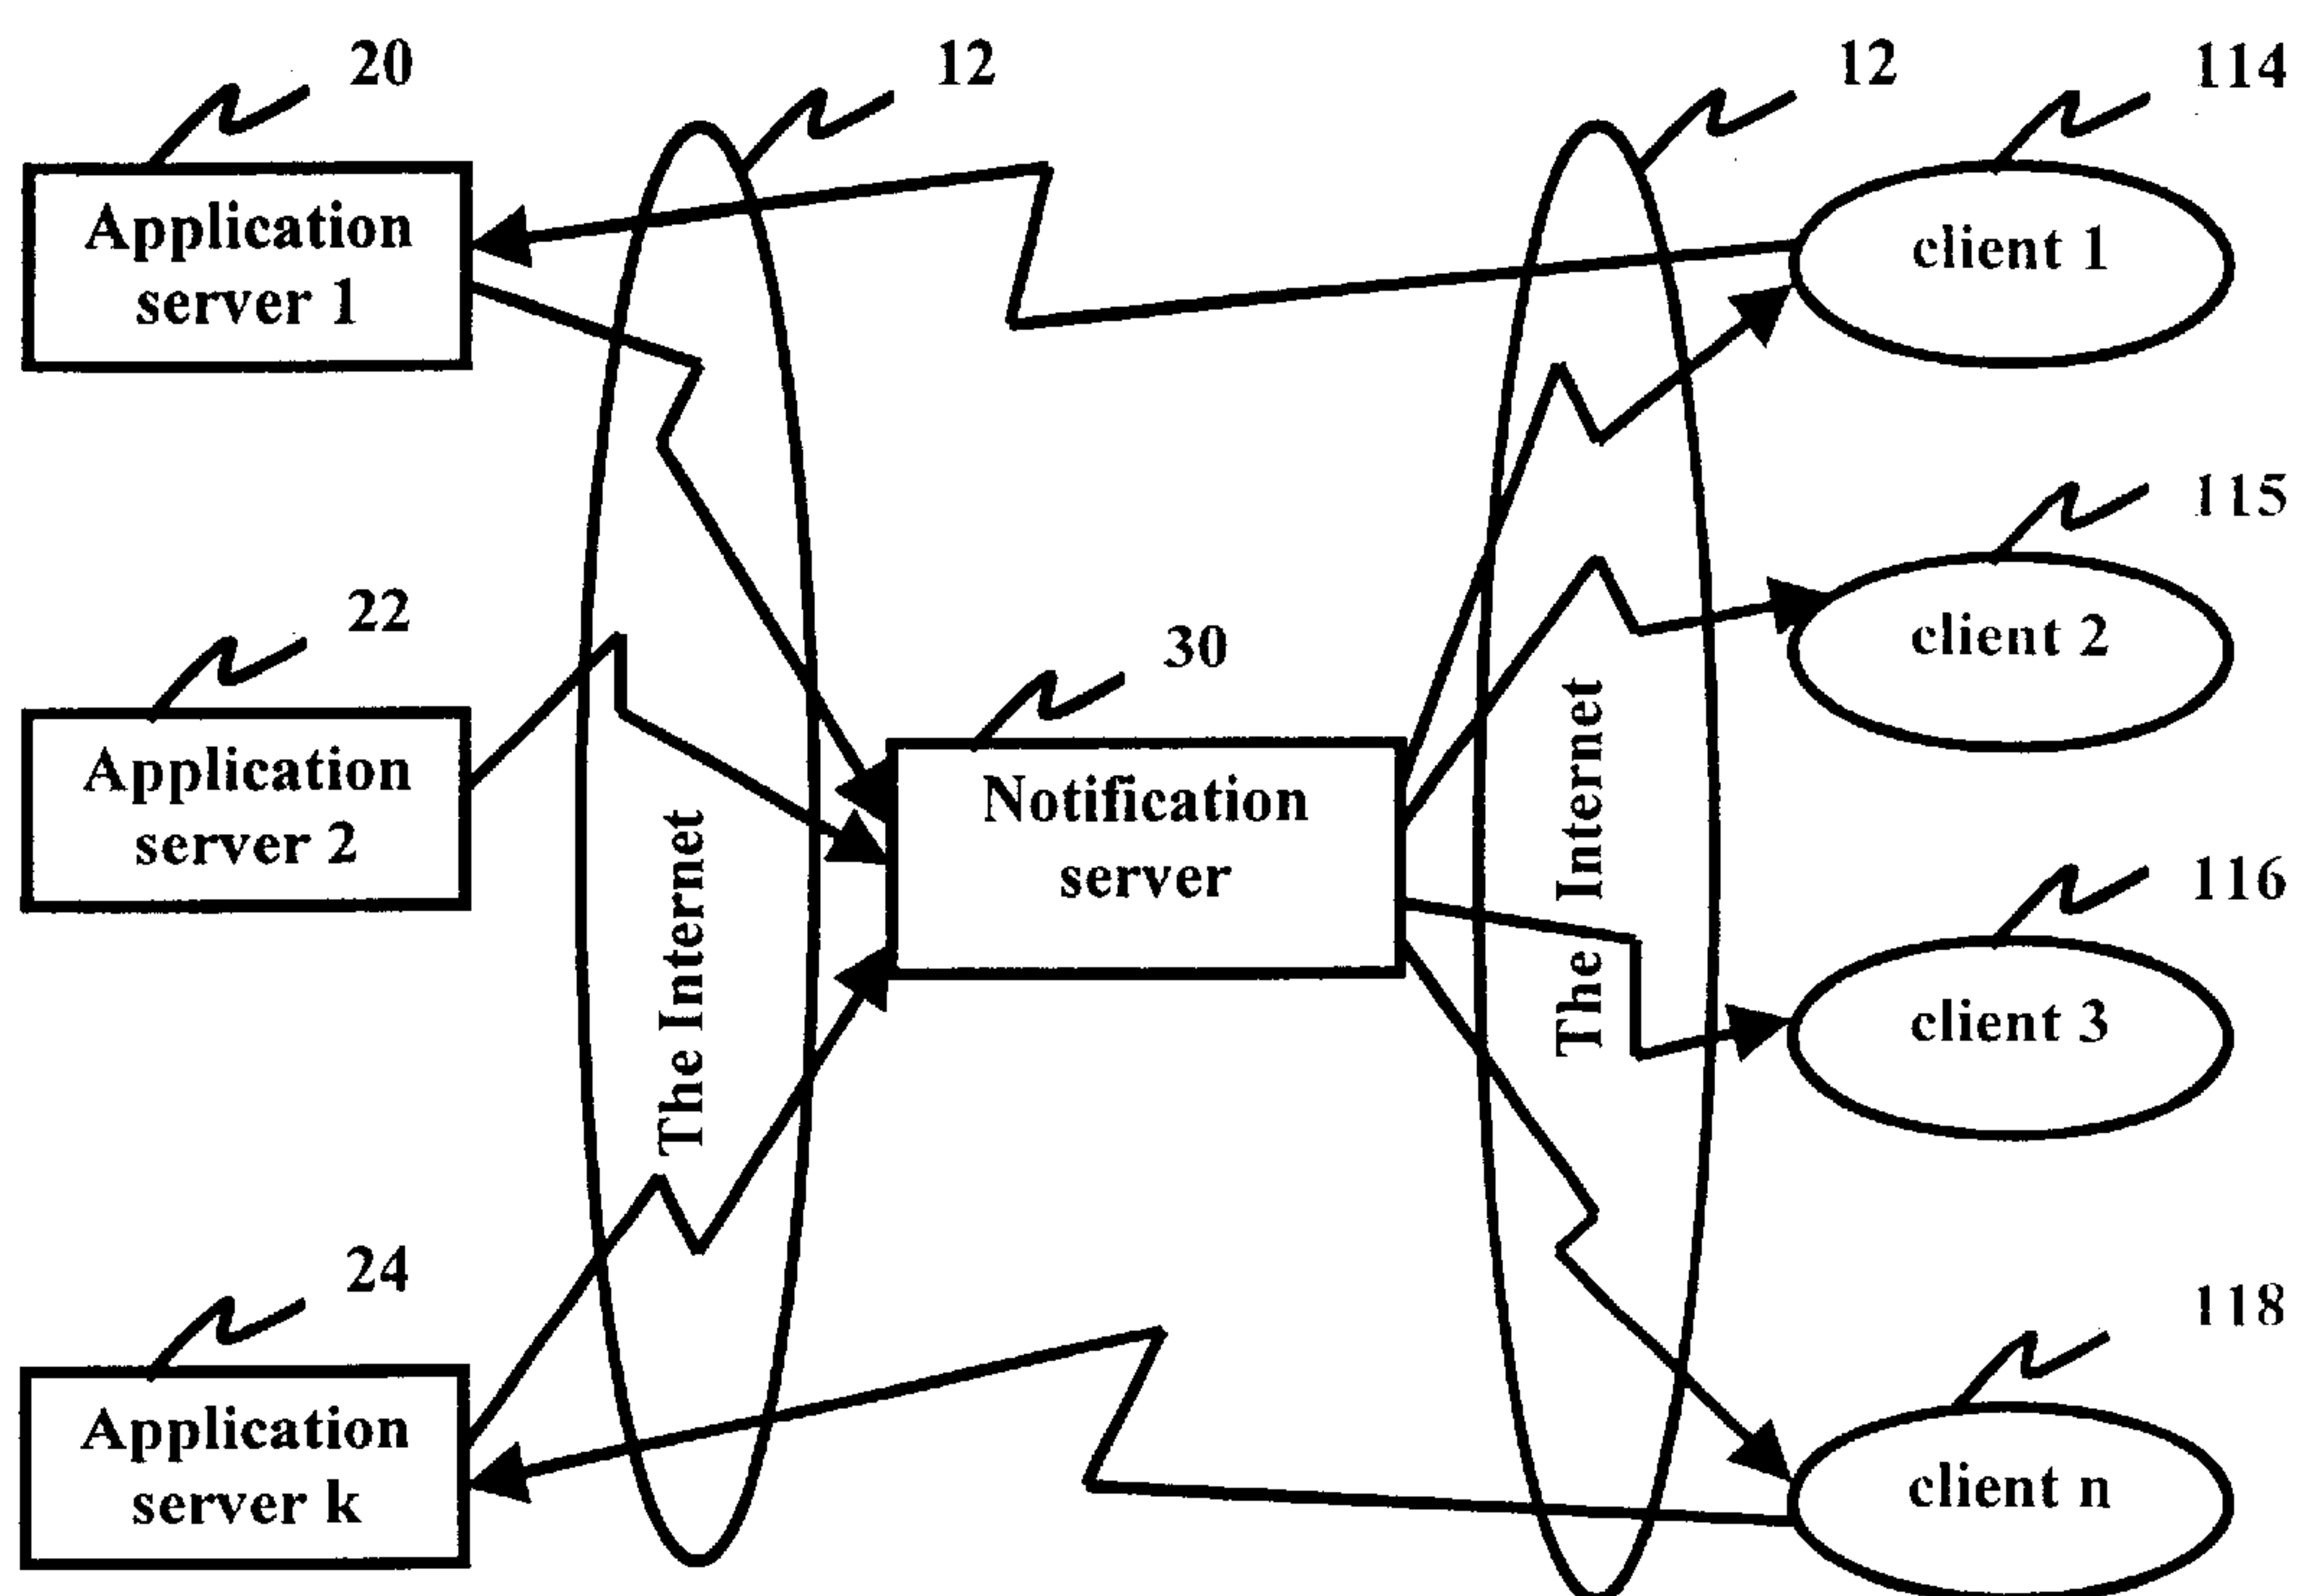 20
12
12
114
Application
server 1
client 1
115
22
client 2
30
Application
server 2
Notification
server
The Internet
The Internet
116
client 3
24
118
Application
server k
client n